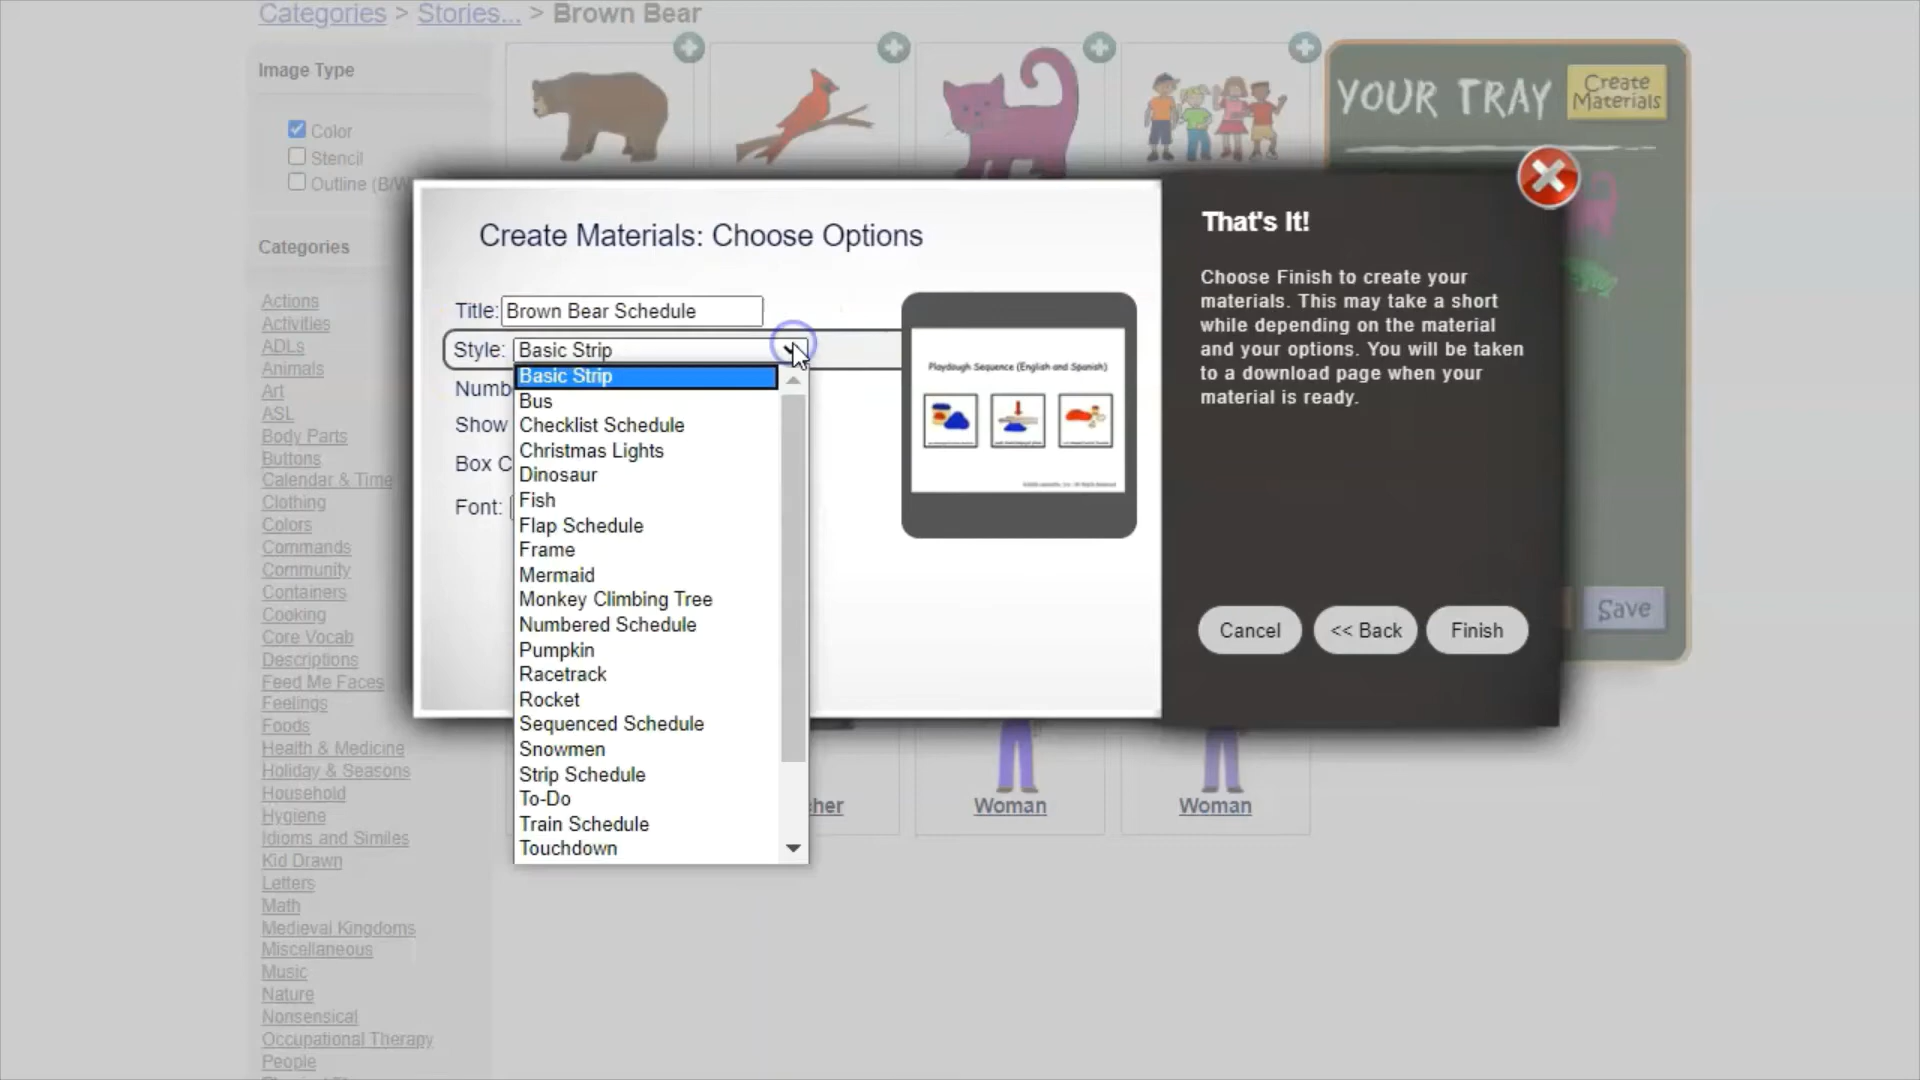 Categories > Stories... > Brown Bear
Image Type
Color
Stencil
Outline (B/W
Categories
Actions
Activities
ADLs
Animals
Art
ASL
Body Parts
Buttons
Calendar & Time
Clothing
Colors
Commands
Community
Containers
Cooking
Core Vocab
Descriptions
Feed Me Faces
Feelings
Foods
Health & Medicine
Holiday & Seasons
Household
Hygiene
Idioms and Similes
Kid Drawn
Letters
Math
Medieval Kingdoms
Miscellaneous
Music
Nature
Nonsensical
Occupational Therapy
People
YOUR TRAY
Create
Materials
Save
Create Materials: Choose Options
Title: Brown Bear Schedule
Style: Basic Strip
Numb
Show
Box C
Font:
Basic Strip
Bus
Checklist Schedule
Christmas Lights
Dinosaur
Fish
Flap Schedule
Frame
Mermaid
Monkey Climbing Tree
Numbered Schedule
Pumpkin
Racetrack
Rocket
Sequenced Schedule
Snowmen
Strip Schedule
To-Do
Train Schedule
Touchdown
Playdough Sequence (English and Spanish)
That's It!
Choose Finish to create your
materials. This may take a short
while depending on the material
and your options. You will be taken
to a download page when your
material is ready.
Cancel
<< Back
Finish
cher
Woman
Woman